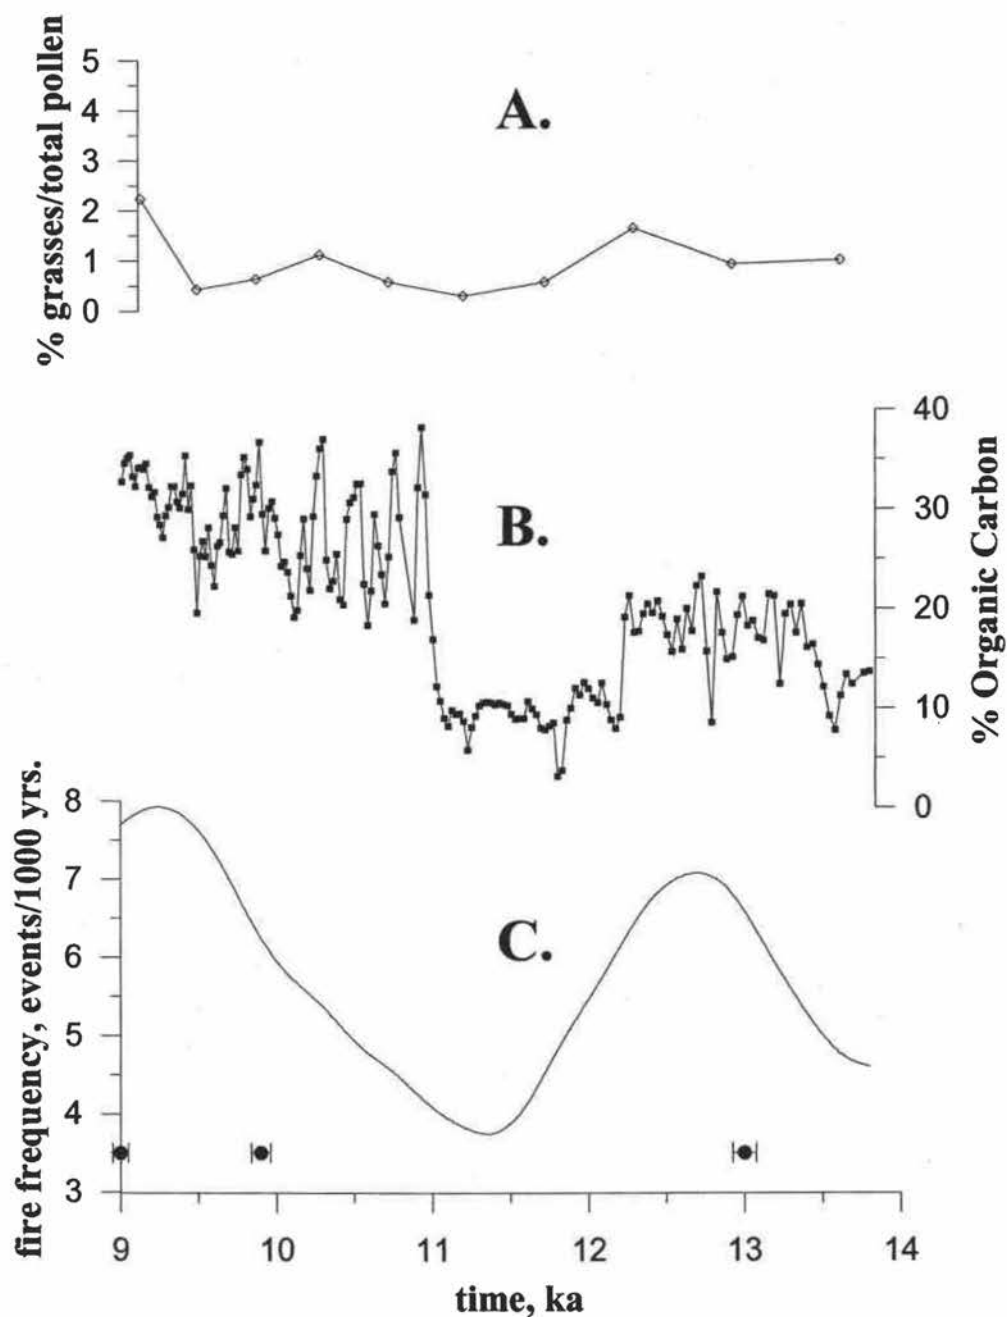 % grasses/total pollen
5
4
3
2
1
0
A.
B.
40
30
20
10
0
% Organic Carbon
fire frequency, events/1000 yrs.
8
7
6
5
4
3
C.
9 10 11 12 13 14
time, ka